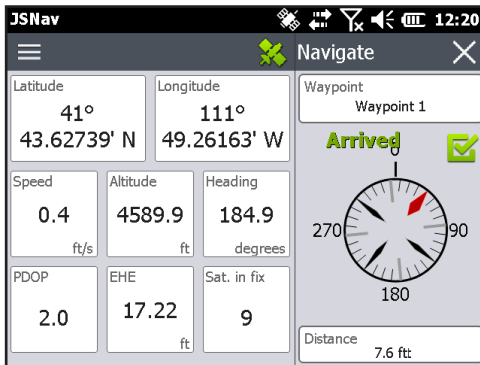 JSNav 12:20
Navigate
Latitude
41°
43.62739' N
Longitude
111°
49.26163' W
Speed
0.4
ft/s
Altitude
4589.9
ft
Heading
184.9
degrees
PDOP
2.0
EHE
17.22
ft
Sat. in fix
9
Waypoint
Waypoint 1
Arrived
0
270
90
180
Distance
7.6 ftt